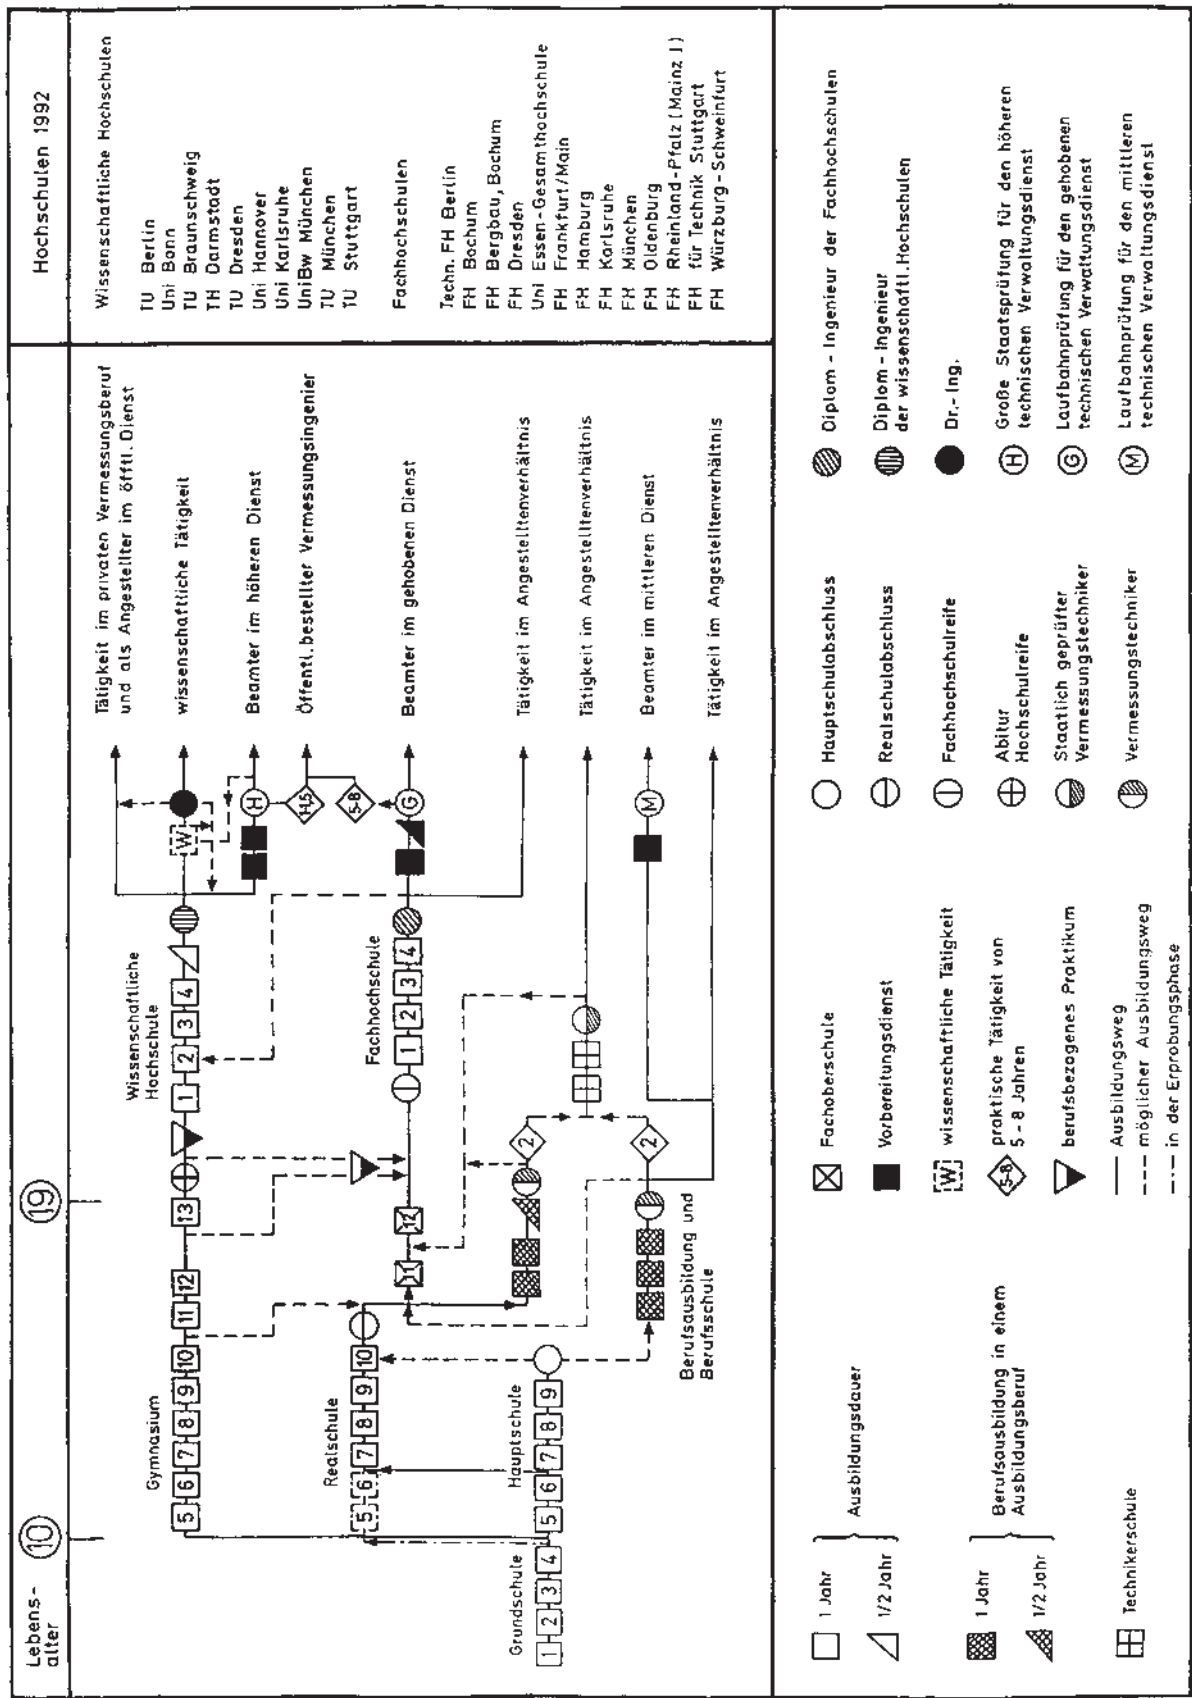 Lebens-
alter
10
19
Hochschulen 1992
Gymnasium
5 6 7 8 9 10 11 12 13
Wissenschaftliche
Hochschule
1 2 3 4
W
H
1-1,5
5-8
Realschule
5 6 7 8 9 10
11 12
Fachhochschule
1 2 3 4
G
Grundschule
1 2 3 4
Hauptschule
5 6 7 8 9
2
2
Berufsausbildung und
Berufsschule
M
Tätigkeit im privaten Vermessungsberuf
und als Angestellter im öfftl. Dienst
wissenschaftliche Tätigkeit
Beamter im höheren Dienst
Öffentl. bestellter Vermessungsingenier
Beamter im gehobenen Dienst
Tätigkeit im Angestelltenverhältnis
Tätigkeit im Angestelltenverhältnis
Beamter im mittleren Dienst
Tätigkeit im Angestelltenverhältnis
Wissenschaftliche Hochschulen
TU Berlin
Uni Bonn
TU Braunschweig
TH Darmstadt
TU Dresden
Uni Hannover
Uni Karlsruhe
UniBw München
TU München
TU Stuttgart
Fachhochschulen
Techn. FH Berlin
FH Bochum
FH Bergbau, Bochum
FH Dresden
Uni Essen-Gesamthochschule
FH Frankfurt/Main
FH Hamburg
FH Karlsruhe
FH München
FH Oldenburg
FH Rheinland-Pfalz (Mainz I)
FH für Technik Stuttgart
FH Würzburg-Schweinfurt
1 Jahr
1/2 Jahr
Ausbildungsdauer
1 Jahr
1/2 Jahr
Berufsausbildung in einem
Ausbildungsberuf
Technikerschule
Fachoberschule
Vorbereitungsdienst
W wissenschaftliche Tätigkeit
5-8 praktische Tätigkeit von
5 - 8 Jahren
berufsbezogenes Praktikum
Ausbildungsweg
möglicher Ausbildungsweg
in der Erprobungsphase
Hauptschulabschluss
Realschulabschluss
Fachhochschulreife
Abitur
Hochschulreife
Staatlich geprüfter
Vermessungstechniker
Vermessungstechniker
Diplom - Ingenieur der Fachhochschulen
Diplom - Ingenieur
der wissenschaftl. Hochschulen
Dr.- Ing.
H Große Staatsprüfung für den höheren
technischen Verwaltungsdienst
G Laufbahnprüfung für den gehobenen
technischen Verwaltungsdienst
M Laufbahnprüfung für den mittleren
technischen Verwaltungsdienst